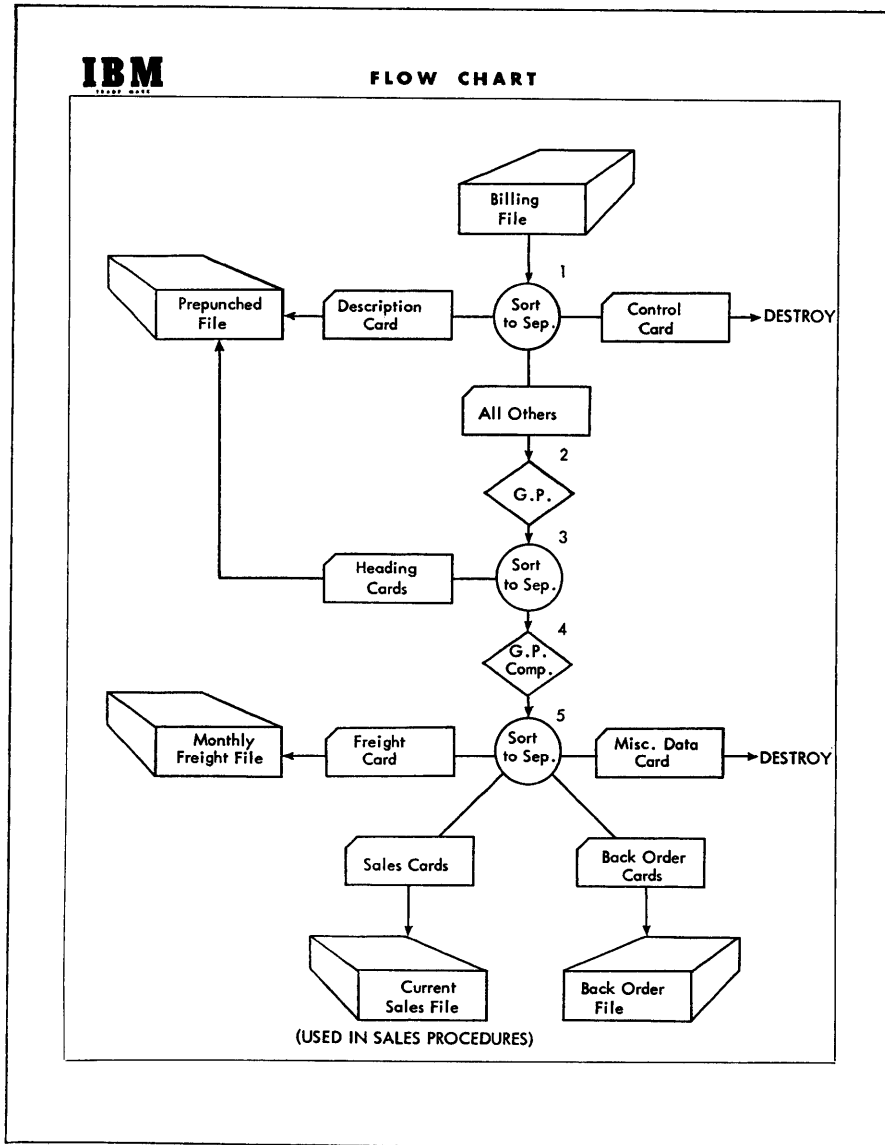 IBM
TRADE MARK
FLOW CHART
Billing
File
1
Prepunched
File
Description
Card
Sort
to Sep.
Control
Card
DESTROY
All Others
2
G.P.
3
Heading
Cards
Sort
to Sep.
4
G.P.
Comp.
5
Monthly
Freight File
Freight
Card
Sort
to Sep.
Misc. Data
Card
DESTROY
Sales Cards
Back Order
Cards
Current
Sales File
Back Order
File
(USED IN SALES PROCEDURES)